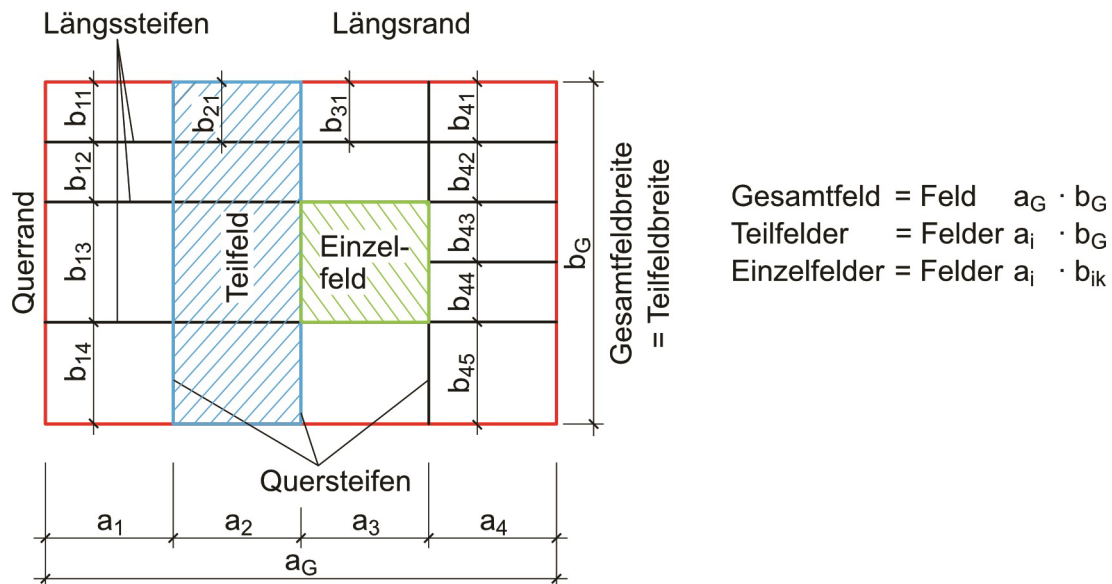 Längssteifen
Längsrand
b11
b21
b31
b41
b12
b42
Querrand
b13
Teilfeld
Einzel-
feld
b43
b44
bG
Gesamtfeldbreite
= Teilfeldbreite
b14
b45
Quersteifen
a1
a2
a3
a4
aG
Gesamtfeld = Feld aG · bG
Teilfelder = Felder ai · bG
Einzelfelder = Felder ai · bik